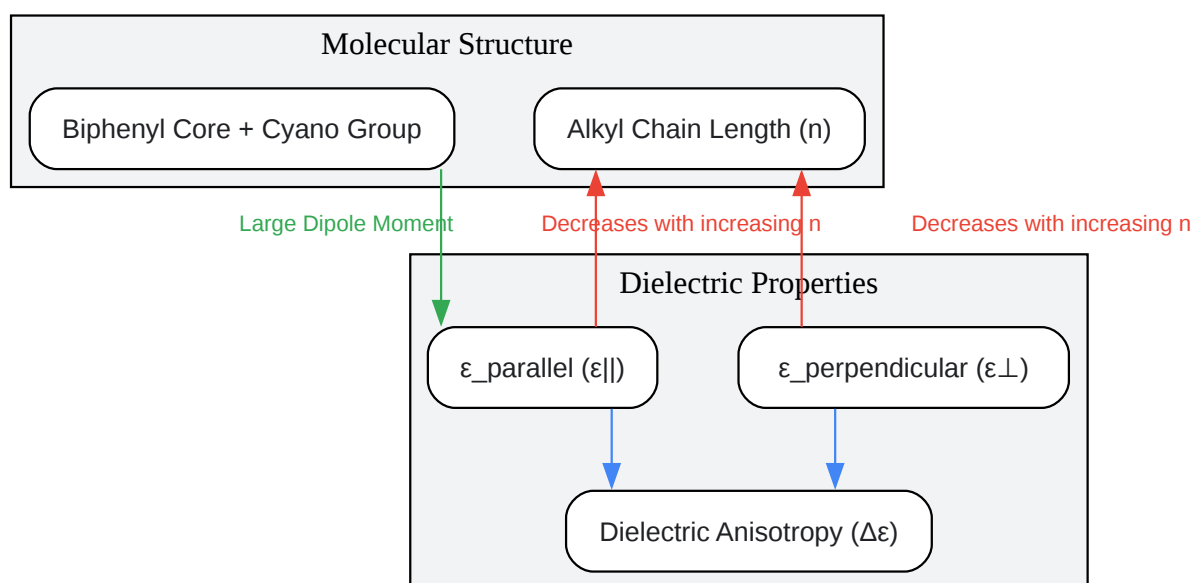 Molecular Structure
Biphenyl Core + Cyano Group
Alkyl Chain Length (n)
Large Dipole Moment
Decreases with increasing n
Decreases with increasing n
Dielectric Properties
ε_parallel (ε||)
ε_perpendicular (ε⊥)
Dielectric Anisotropy (Δε)